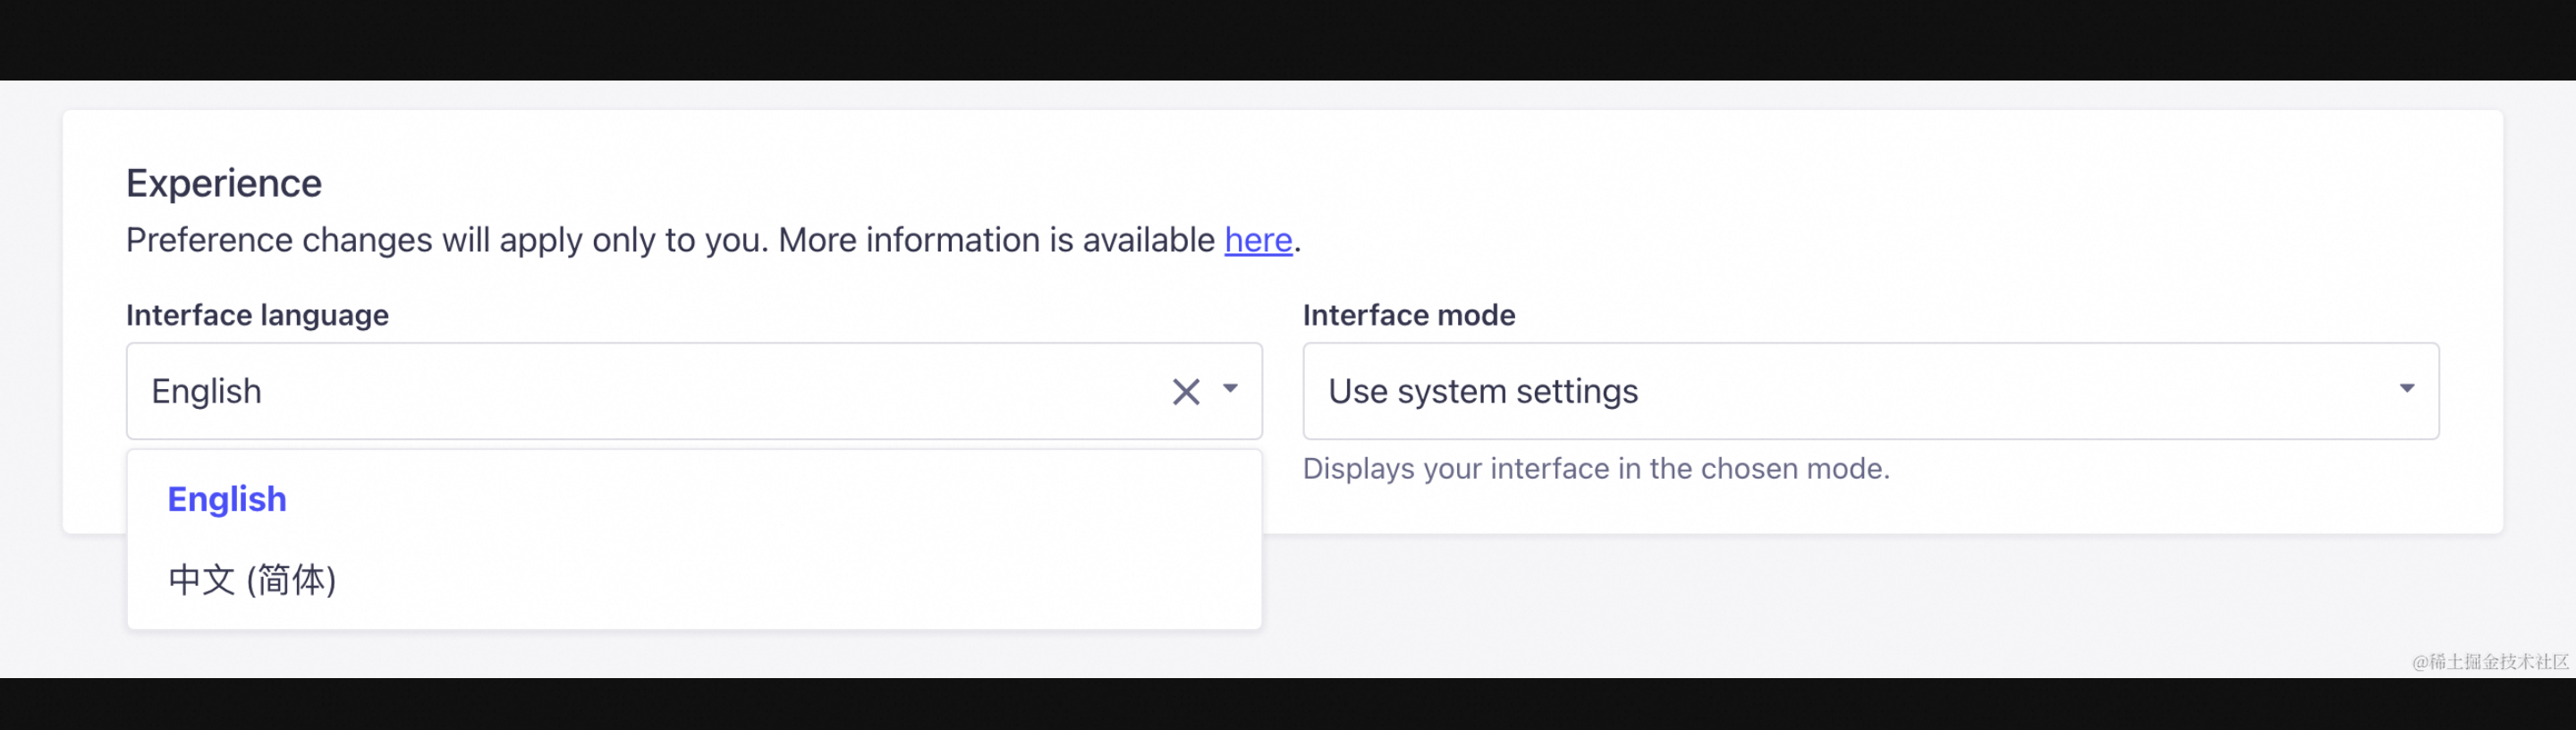 Experience
Preference changes will apply only to you. More information is available here.
Interface language
Interface mode
English
Use system settings
Displays your interface in the chosen mode.
English
中文 (简体)
@稀土掘金技术社区